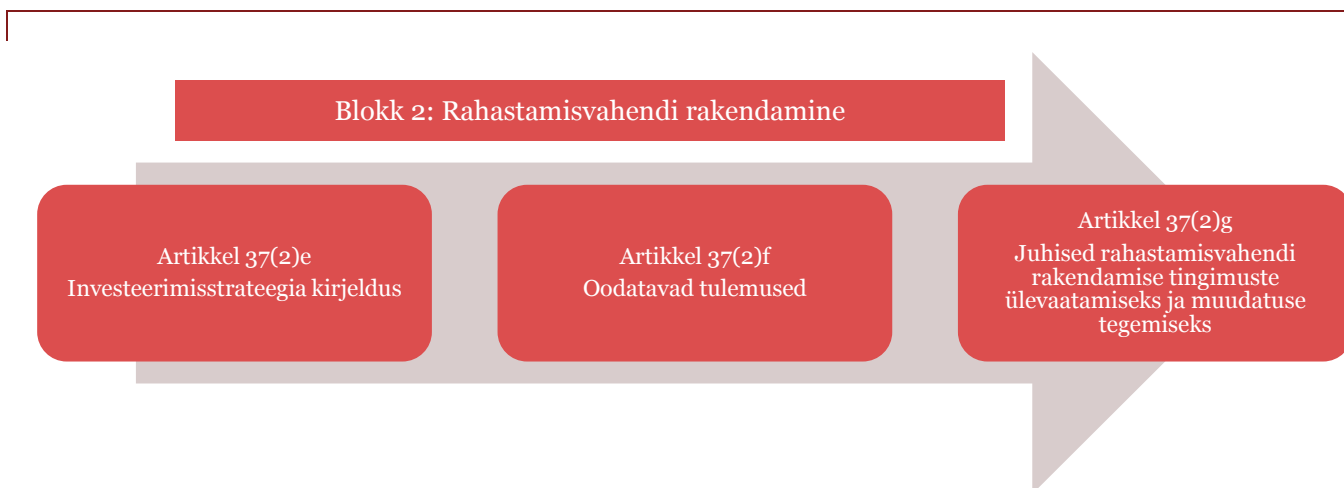 Blokk 2: Rahastamisvahendi rakendamine
Artikkel 37(2)e
Investeerimisstrateegia kirjeldus
Artikkel 37(2)f
Oodatavad tulemused
Artikkel 37(2)g
Juhised rahastamisvahendi
rakendamise tingimuste
ülevaatamiseks ja muudatuse
tegemiseks